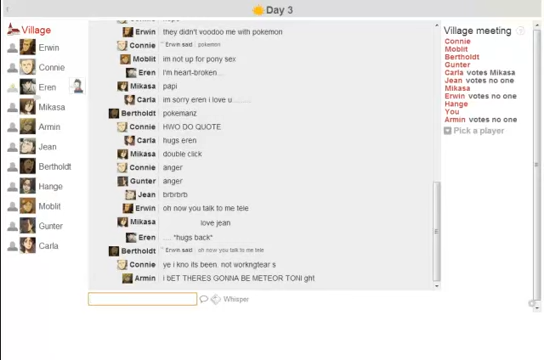 Day 3
Village
Erwin
Connie
Eren
Mikasa
Armin
Jean
Bertholdt
Hange
Moblit
Gunter
Carla
Erwin they didn't voodoo me with pokemon
Connie Erwin said: pokemini
Moblit im not up for pony sex
Eren I'm heart-broken...
Mikasa papi
Carla im sorry eren i love u........
Bertholdt pokemanz
Connie HWO DO QUOTE
Carla hugs eren
Mikasa double click
Connie anger
Gunter anger
Jean brbrbrb
Erwin oh now you talk to me tele
Mikasa love jean
Eren .... *hugs back*
Bertholdt Erwin said: oh now you talk to me tele
Connie ye i kno its been. not workngtear s
Armin i bET THERES GONNA BE METEOR TONI ght
Whisper
Village meeting
Connie
Moblit
Bertholdt
Gunter
Carla votes Mikasa
Jean votes no one
Mikasa
Erwin votes no one
Hange
You
Armin votes no one
Pick a player